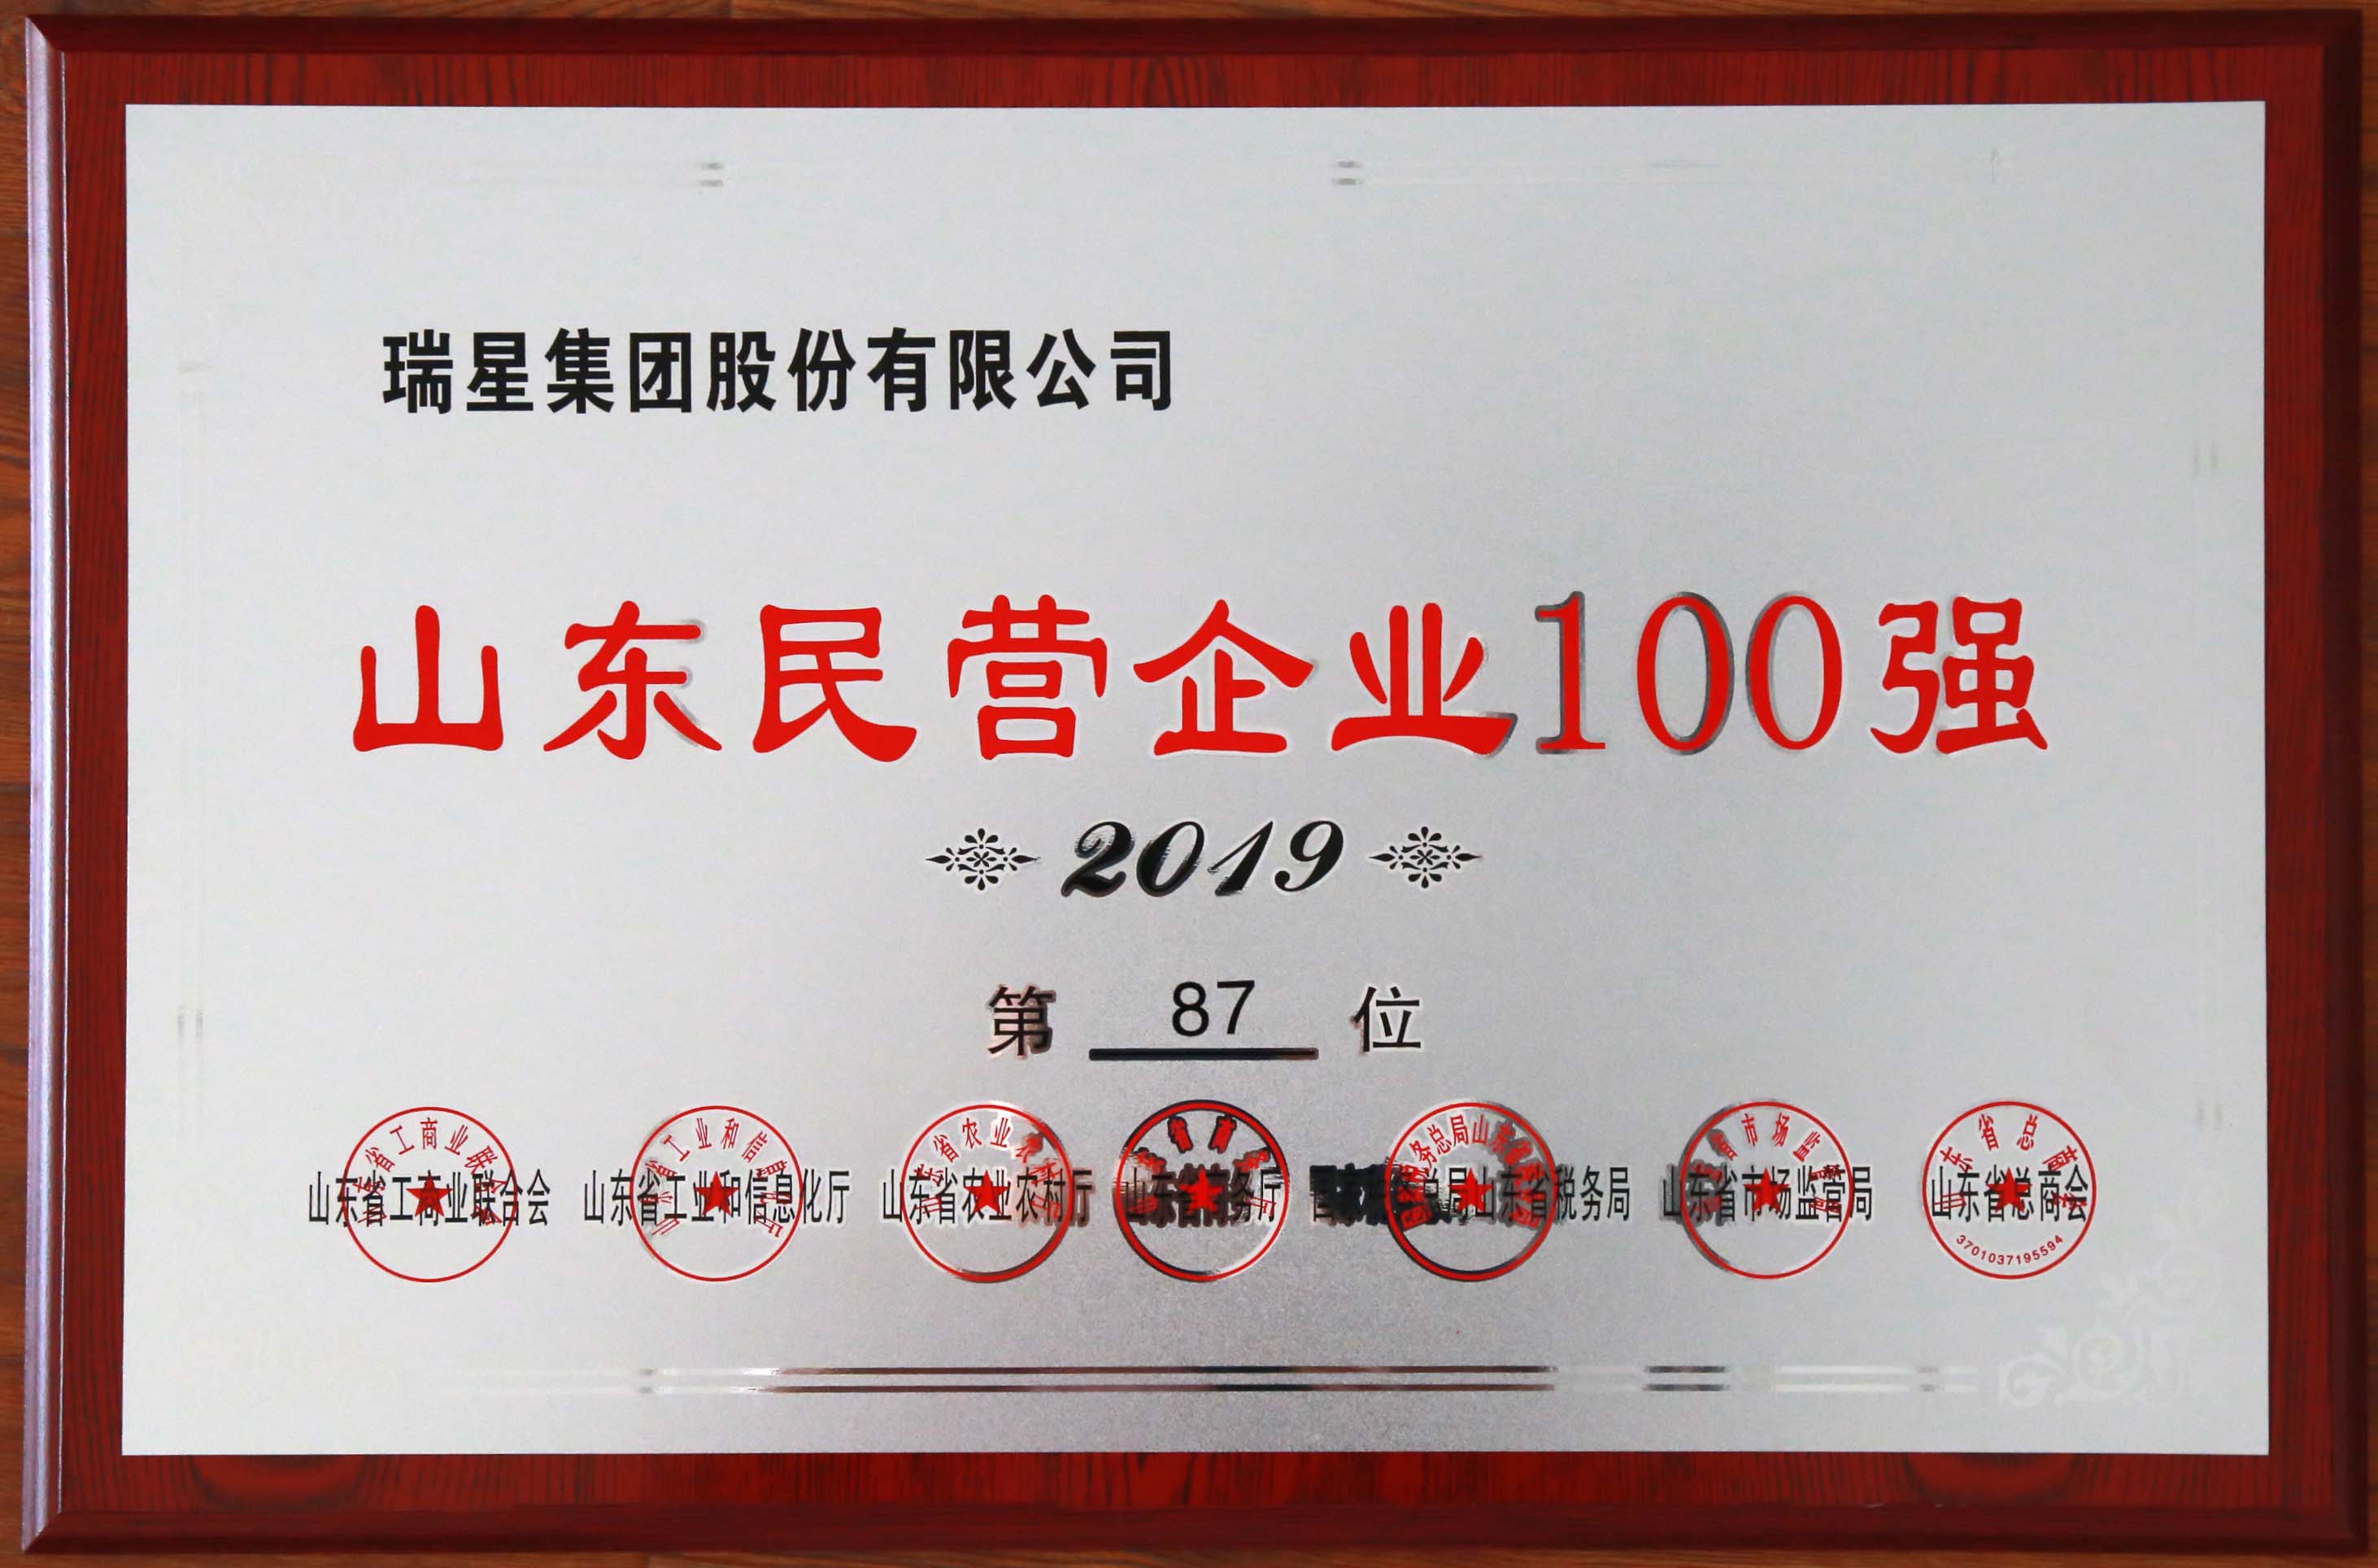 瑞星集团股份有限公司
山东民营企业100强
2019
第 87 位
山东省工商业联合会 山东省工业和信息化厅 山东省农业农村厅 山东省商务厅 国家税务总局山东省税务局 山东省市场监管局 山东省总商会
3701037195594